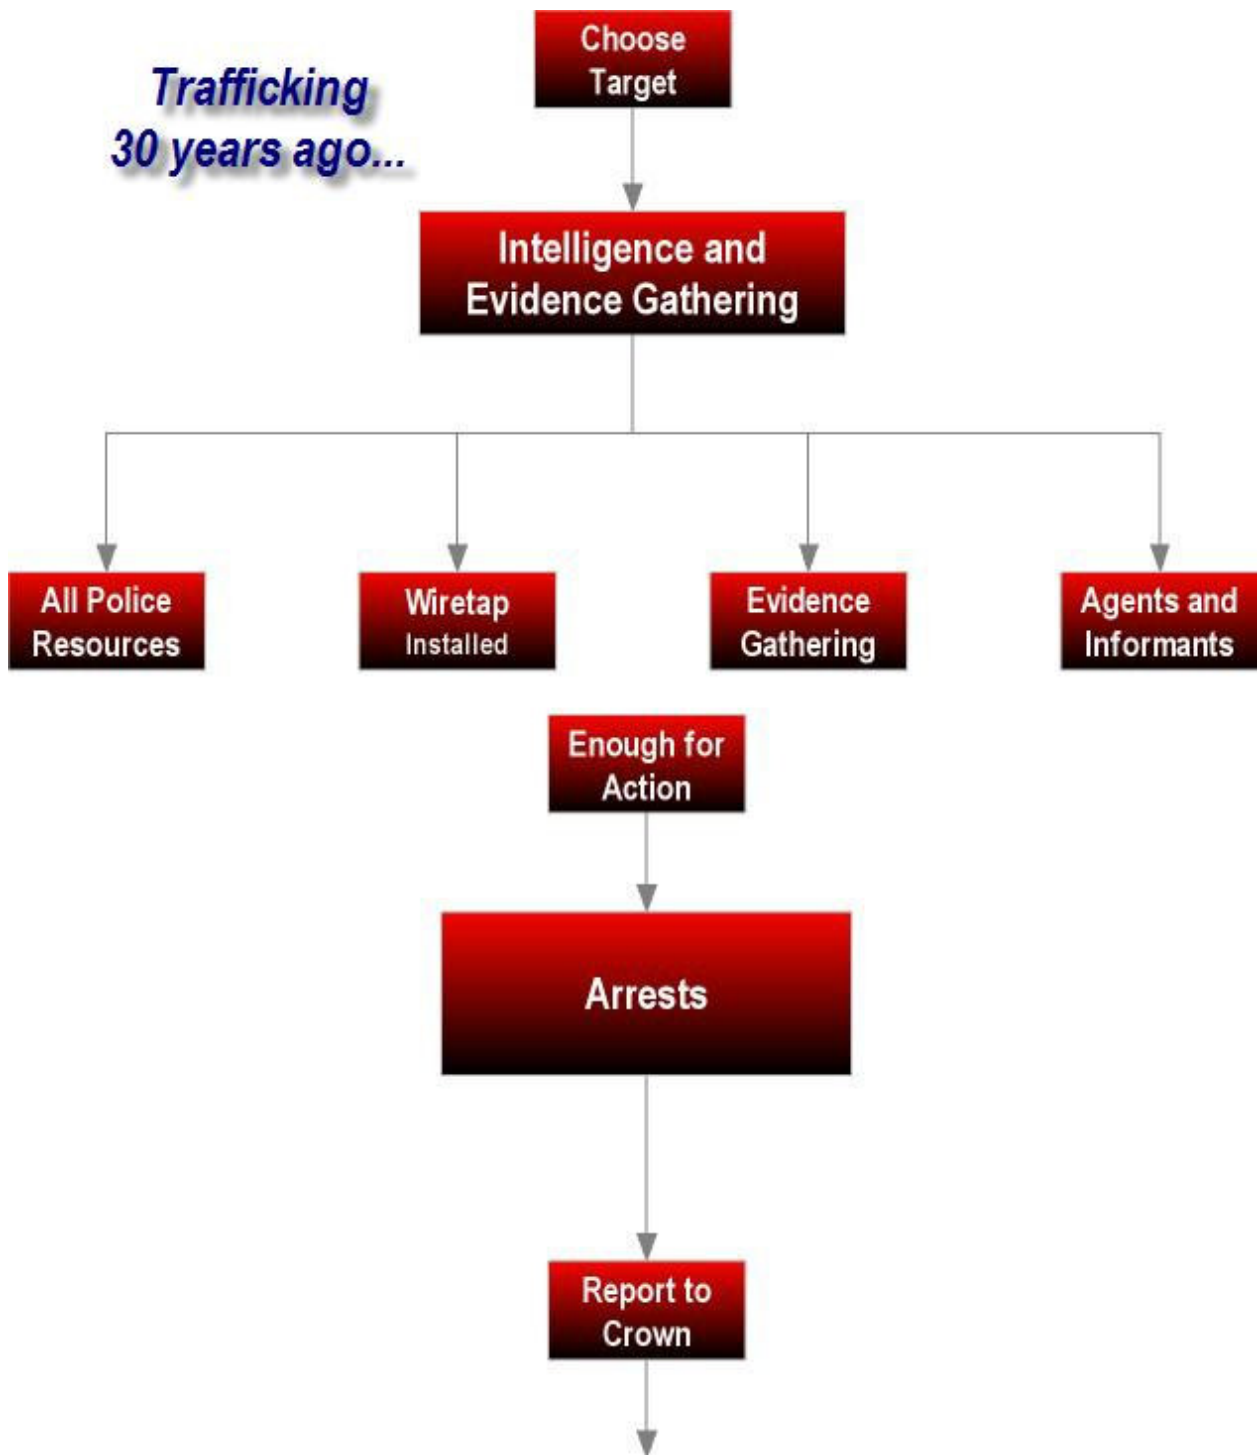 Choose
Target
Trafficking
30 years ago...
Intelligence and
Evidence Gathering
All Police
Resources
Wiretap
Installed
Evidence
Gathering
Agents and
Informants
Enough for
Action
Arrests
Report to
Crown